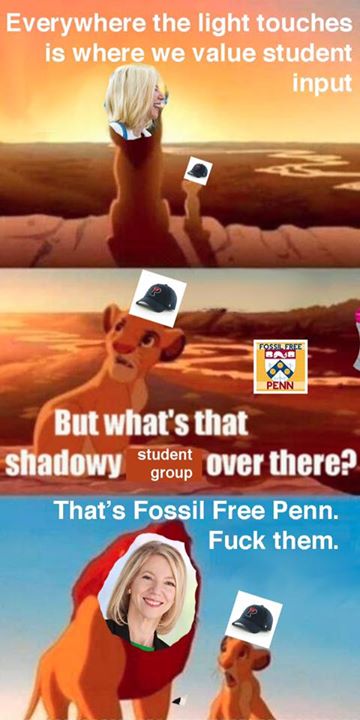 Everywhere the light touches
is where we value student
input
P
FOSSIL FREE
PENN
But what's that
shadowy student
group over there?
That's Fossil Free Penn.
Fuck them.
P